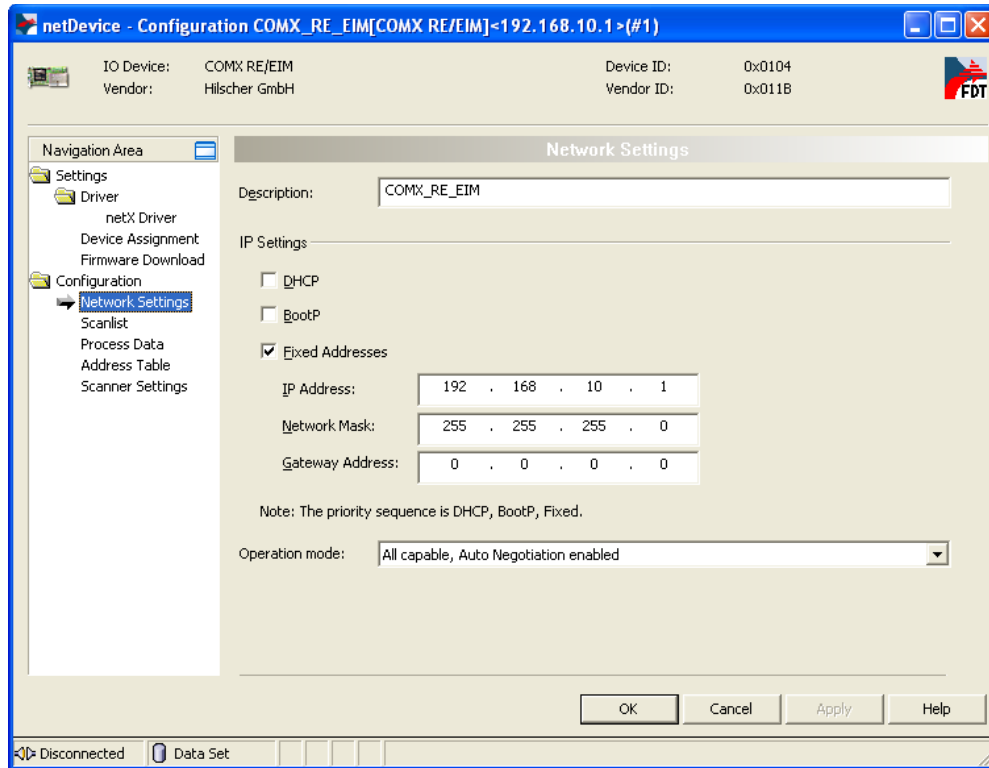 netDevice - Configuration COMX_RE_EIM[COMX RE/EIM]<192.168.10.1>(#1)
IO Device: COMX RE/EIM Device ID: 0x0104
Vendor: Hilscher GmbH Vendor ID: 0x011B
FDT
Navigation Area
Settings
Driver
netX Driver
Device Assignment
Firmware Download
Configuration
Network Settings
Scanlist
Process Data
Address Table
Scanner Settings
Network Settings
Description: COMX_RE_EIM
IP Settings
DHCP
BootP
Fixed Addresses
IP Address: 192 . 168 . 10 . 1
Network Mask: 255 . 255 . 255 . 0
Gateway Address: 0 . 0 . 0 . 0
Note: The priority sequence is DHCP, BootP, Fixed.
Operation mode: All capable, Auto Negotiation enabled
OK Cancel Apply Help
Disconnected Data Set